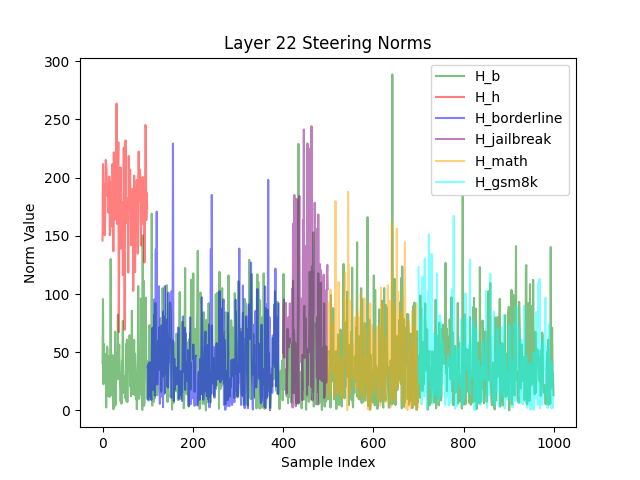 Layer 22 Steering Norms
300
250
200
150
100
50
0
Norm Value
H_b
H_h
H_borderline
H_jailbreak
H_math
H_gsm8k
0 200 400 600 800 1000
Sample Index